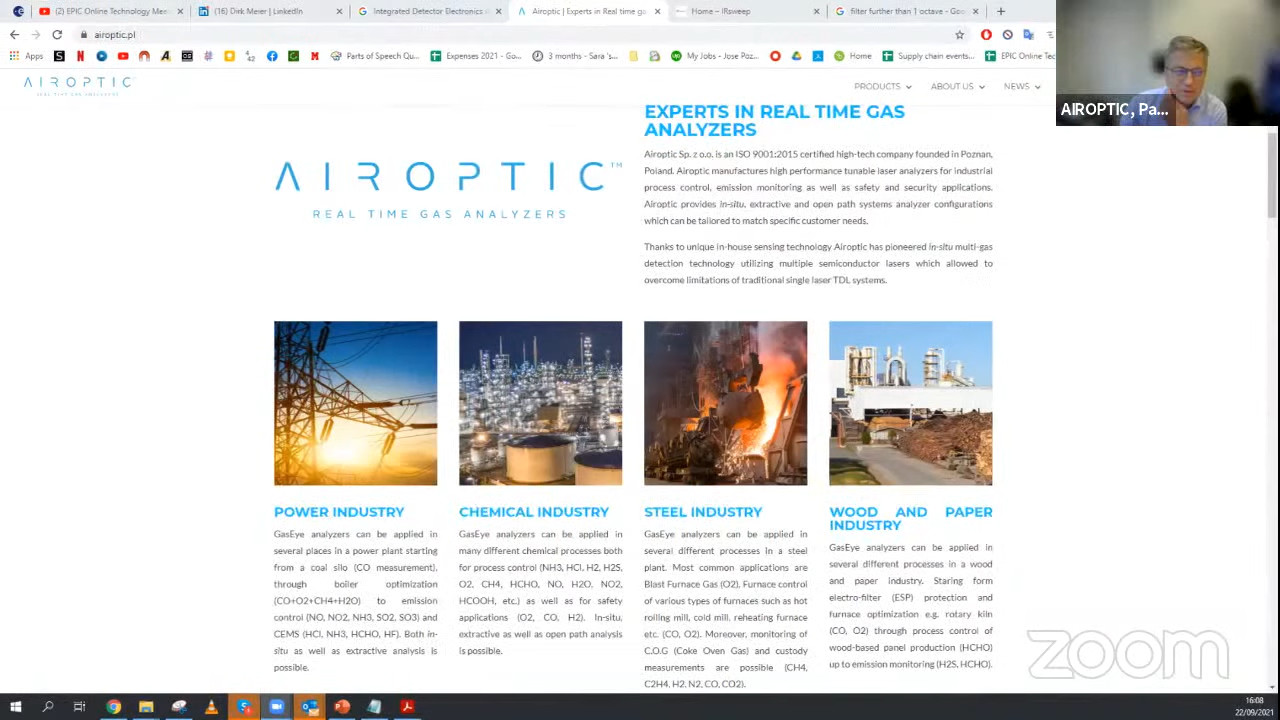 (2) EPIC Online Technology Meet
(16) Dirk Meier | LinkedIn
Integrated Detector Electronics A
Airoptic | Experts in Real time ga
Home – IRsweep
filter further than 1 octave - Goo
airoptic.pl
Apps
Parts of Speech Qu...
Expenses 2021 - Go...
3 months - Sara 's...
My Jobs - Jose Poz...
Home
Supply chain events...
EPIC Online Te
AIROPTIC
REAL TIME GAS ANALYZERS
PRODUCTS
ABOUT US
NEWS
AIROPTIC, Pa...
AIROPTIC™
REAL TIME GAS ANALYZERS
EXPERTS IN REAL TIME GAS
ANALYZERS
Airoptic Sp. z o.o. is an ISO 9001:2015 certified high-tech company founded in Poznan,
Poland. Airoptic manufactures high performance tunable laser analyzers for industrial
process control, emission monitoring as well as safety and security applications.
Airoptic provides in-situ, extractive and open path systems analyzer configurations
which can be tailored to match specific customer needs.
Thanks to unique in-house sensing technology Airoptic has pioneered in-situ multi-gas
detection technology utilizing multiple semiconductor lasers which allowed to
overcome limitations of traditional single laser TDL systems.
POWER INDUSTRY
GasEye analyzers can be applied in
several places in a power plant starting
from a coal silo (CO measurement),
through boiler optimization
(CO+O2+CH4+H2O) to emission
control (NO, NO2, NH3, SO2, SO3) and
CEMS (HCl, NH3, HCHO, HF). Both in-
situ as well as extractive analysis is
possible.
CHEMICAL INDUSTRY
GasEye analyzers can be applied in
many different chemical processes both
for process control (NH3, HCl, H2, H2S,
O2, CH4, HCHO, NO, H2O, NO2,
HCOOH, etc.) as well as for safety
applications (O2, CO, H2). In-situ,
extractive as well as open path analysis
is possible.
STEEL INDUSTRY
GasEye analyzers can be applied in
several different processes in a steel
plant. Most common applications are
Blast Furnace Gas (O2), Furnace control
of various types of furnaces such as hot
rolling mill, cold mill, reheating furnace
etc. (CO, O2). Moreover, monitoring of
C.O.G (Coke Oven Gas) and custody
measurements are possible (CH4,
C2H4, H2, N2, CO, CO2).
WOOD AND PAPER
INDUSTRY
GasEye analyzers can be applied in
several different processes in a wood
and paper industry. Staring form
electro-filter (ESP) protection and
furnace optimization e.g. rotary kiln
(CO, O2) through process control of
wood-based panel production (HCHO)
up to emission monitoring (H2S, HCHO).
zoom
16:08
22/09/2021